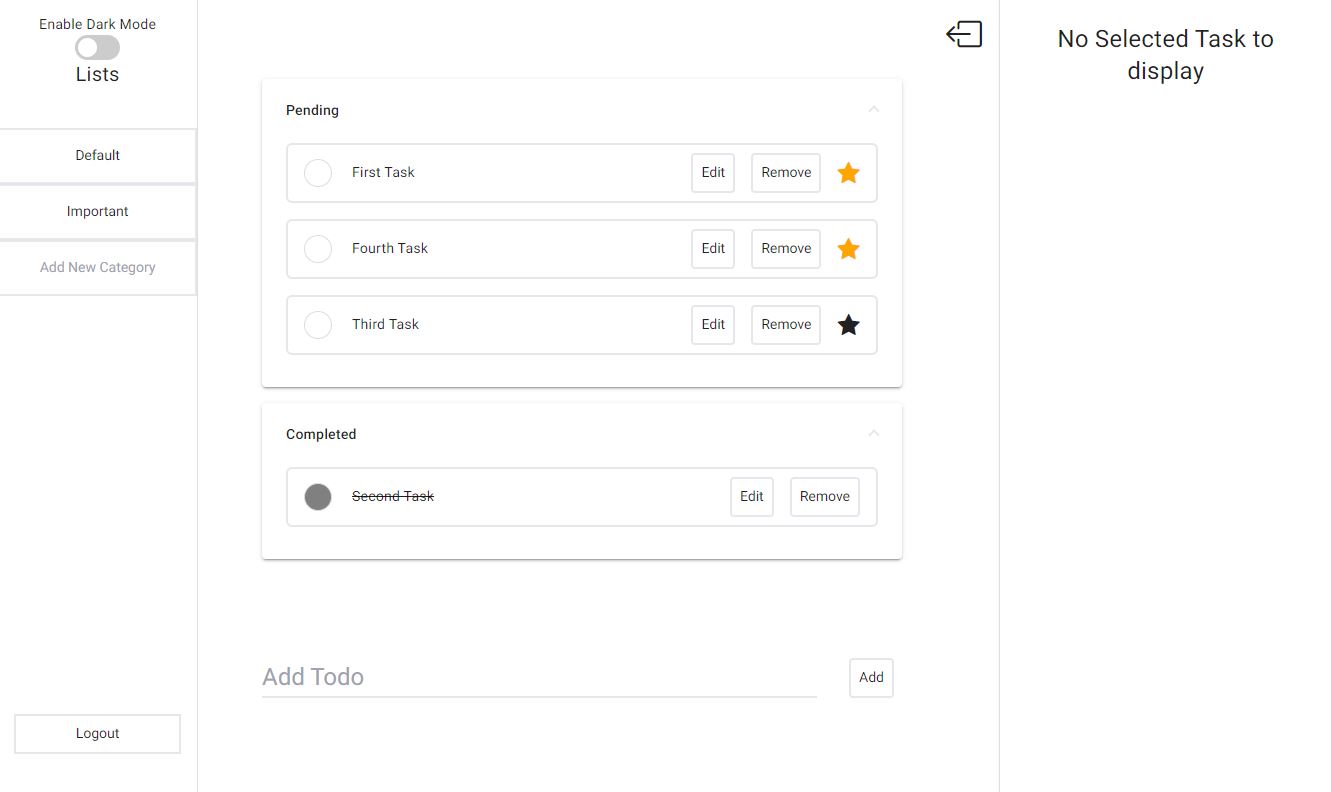 Enable Dark Mode
Lists
Default
Important
Add New Category
Logout
Pending
First Task Edit Remove
Fourth Task Edit Remove
Third Task Edit Remove
Completed
Second Task Edit Remove
Add Todo Add
No Selected Task to
display